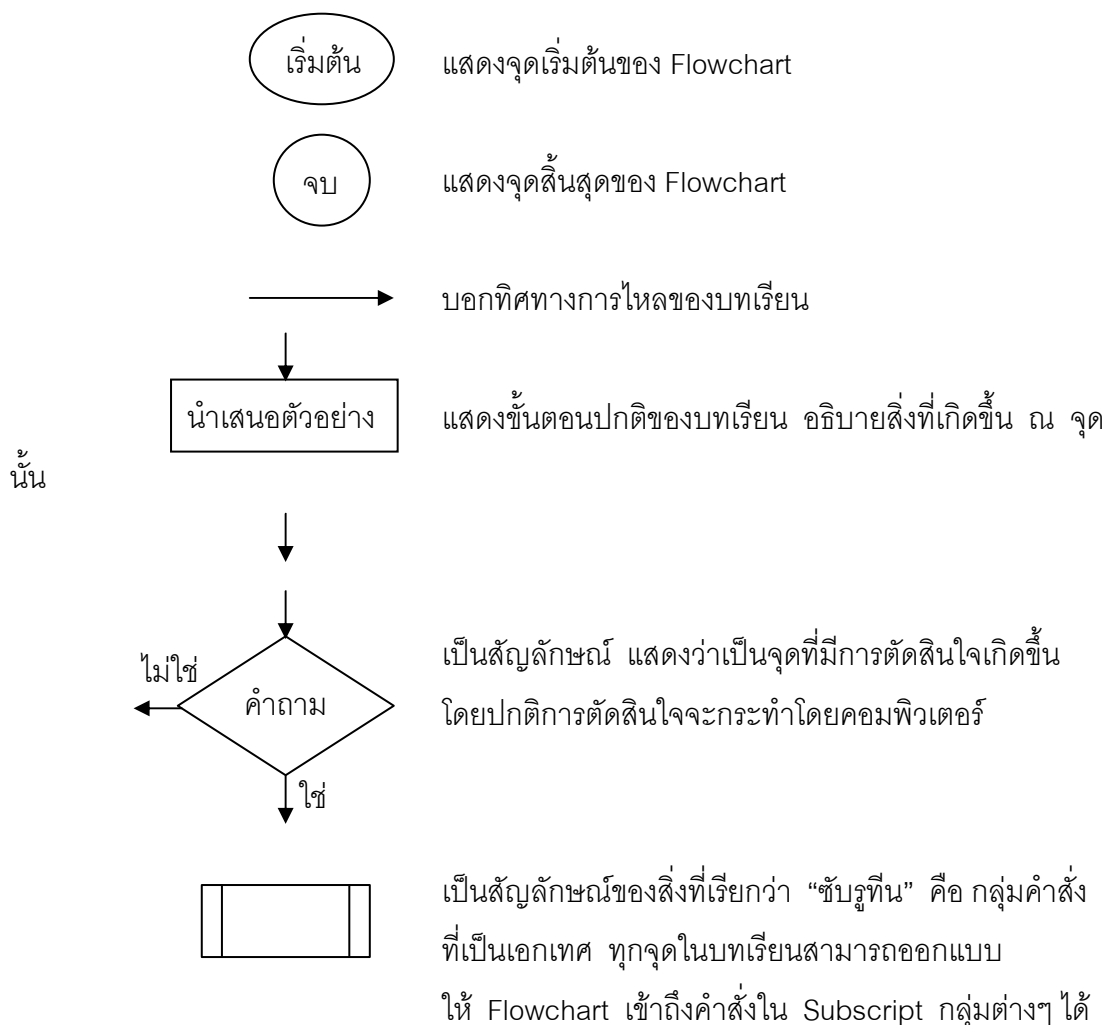 เริ่มต้น แสดงจุดเริ่มต้นของ Flowchart
จบ แสดงจุดสิ้นสุดของ Flowchart
บอกทิศทางการไหลของบทเรียน
นำเสนอตัวอย่าง แสดงขั้นตอนปกติของบทเรียน อธิบายสิ่งที่เกิดขึ้น ณ จุด
นั้น
เป็นสัญลักษณ์ แสดงว่าเป็นจุดที่มีการตัดสินใจเกิดขึ้น
ไม่ใช่
คำถาม โดยปกติการตัดสินใจจะกระทำโดยคอมพิวเตอร์
ใช่
เป็นสัญลักษณ์ของสิ่งที่เรียกว่า “ซับรูทีน” คือ กลุ่มคำสั่ง
ที่เป็นเอกเทศ ทุกจุดในบทเรียนสามารถออกแบบ
ให้ Flowchart เข้าถึงคำสั่งใน Subscript กลุ่มต่างๆ ได้